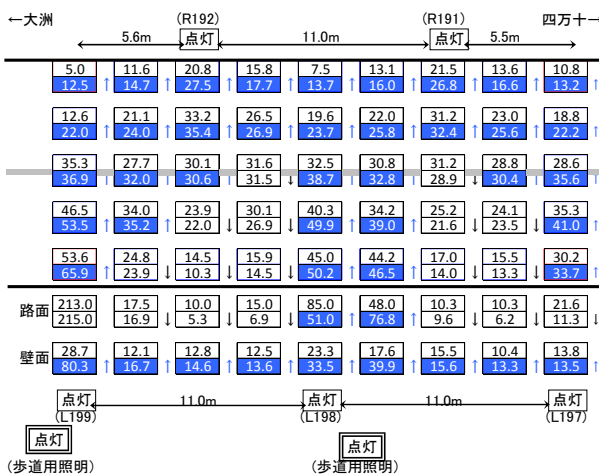 ←大洲 (R192) (R191) 四万十→
5.6m 点灯 11.0m 点灯 5.5m
5.0 11.6 20.8 15.8 7.5 13.1 21.5 13.6 10.8
12.5 ↑ 14.7 ↑ 27.5 ↑ 17.7 ↑ 13.7 ↑ 16.0 ↑ 26.8 ↑ 16.6 ↑ 13.2 ↑
12.6 21.1 33.2 26.5 19.6 22.0 31.2 23.0 18.8
22.0 ↑ 24.0 ↑ 35.4 ↑ 26.9 ↑ 23.7 ↑ 25.8 ↑ 32.4 ↑ 25.6 ↑ 22.2 ↑
35.3 27.7 30.1 31.6 32.5 30.8 31.2 28.8 28.6
36.9 ↑ 32.0 ↑ 30.6 ↑ 31.5 ↓ 38.7 ↑ 32.8 ↑ 28.9 ↓ 30.4 ↑ 35.6 ↑
46.5 34.0 23.9 30.1 40.3 34.2 25.2 24.1 35.3
53.5 ↑ 35.2 ↑ 22.0 ↓ 26.9 ↓ 49.9 ↑ 39.0 ↑ 21.6 ↓ 23.5 ↓ 41.0 ↑
53.6 24.8 14.5 15.9 45.0 44.2 17.0 15.5 30.2
65.9 ↑ 23.9 ↓ 10.3 ↓ 14.5 ↓ 50.2 ↑ 46.5 ↑ 14.0 ↓ 13.3 ↓ 33.7 ↑
路面 213.0 17.5 10.0 15.0 85.0 48.0 10.3 10.3 21.6
215.0 ↑ 16.9 ↓ 5.3 ↓ 6.9 ↓ 51.0 ↑ 76.8 ↑ 9.6 ↓ 6.2 ↓ 11.3 ↓
壁面 28.7 12.1 12.8 12.5 23.3 17.6 15.5 10.4 13.8
80.3 ↑ 16.7 ↑ 14.6 ↑ 13.6 ↑ 33.5 ↑ 39.9 ↑ 15.6 ↑ 13.3 ↑ 13.5 ↑
点灯 11.0m 点灯 11.0m 点灯
(L199) (L198) (L197)
点灯 点灯
(歩道用照明) (歩道用照明)